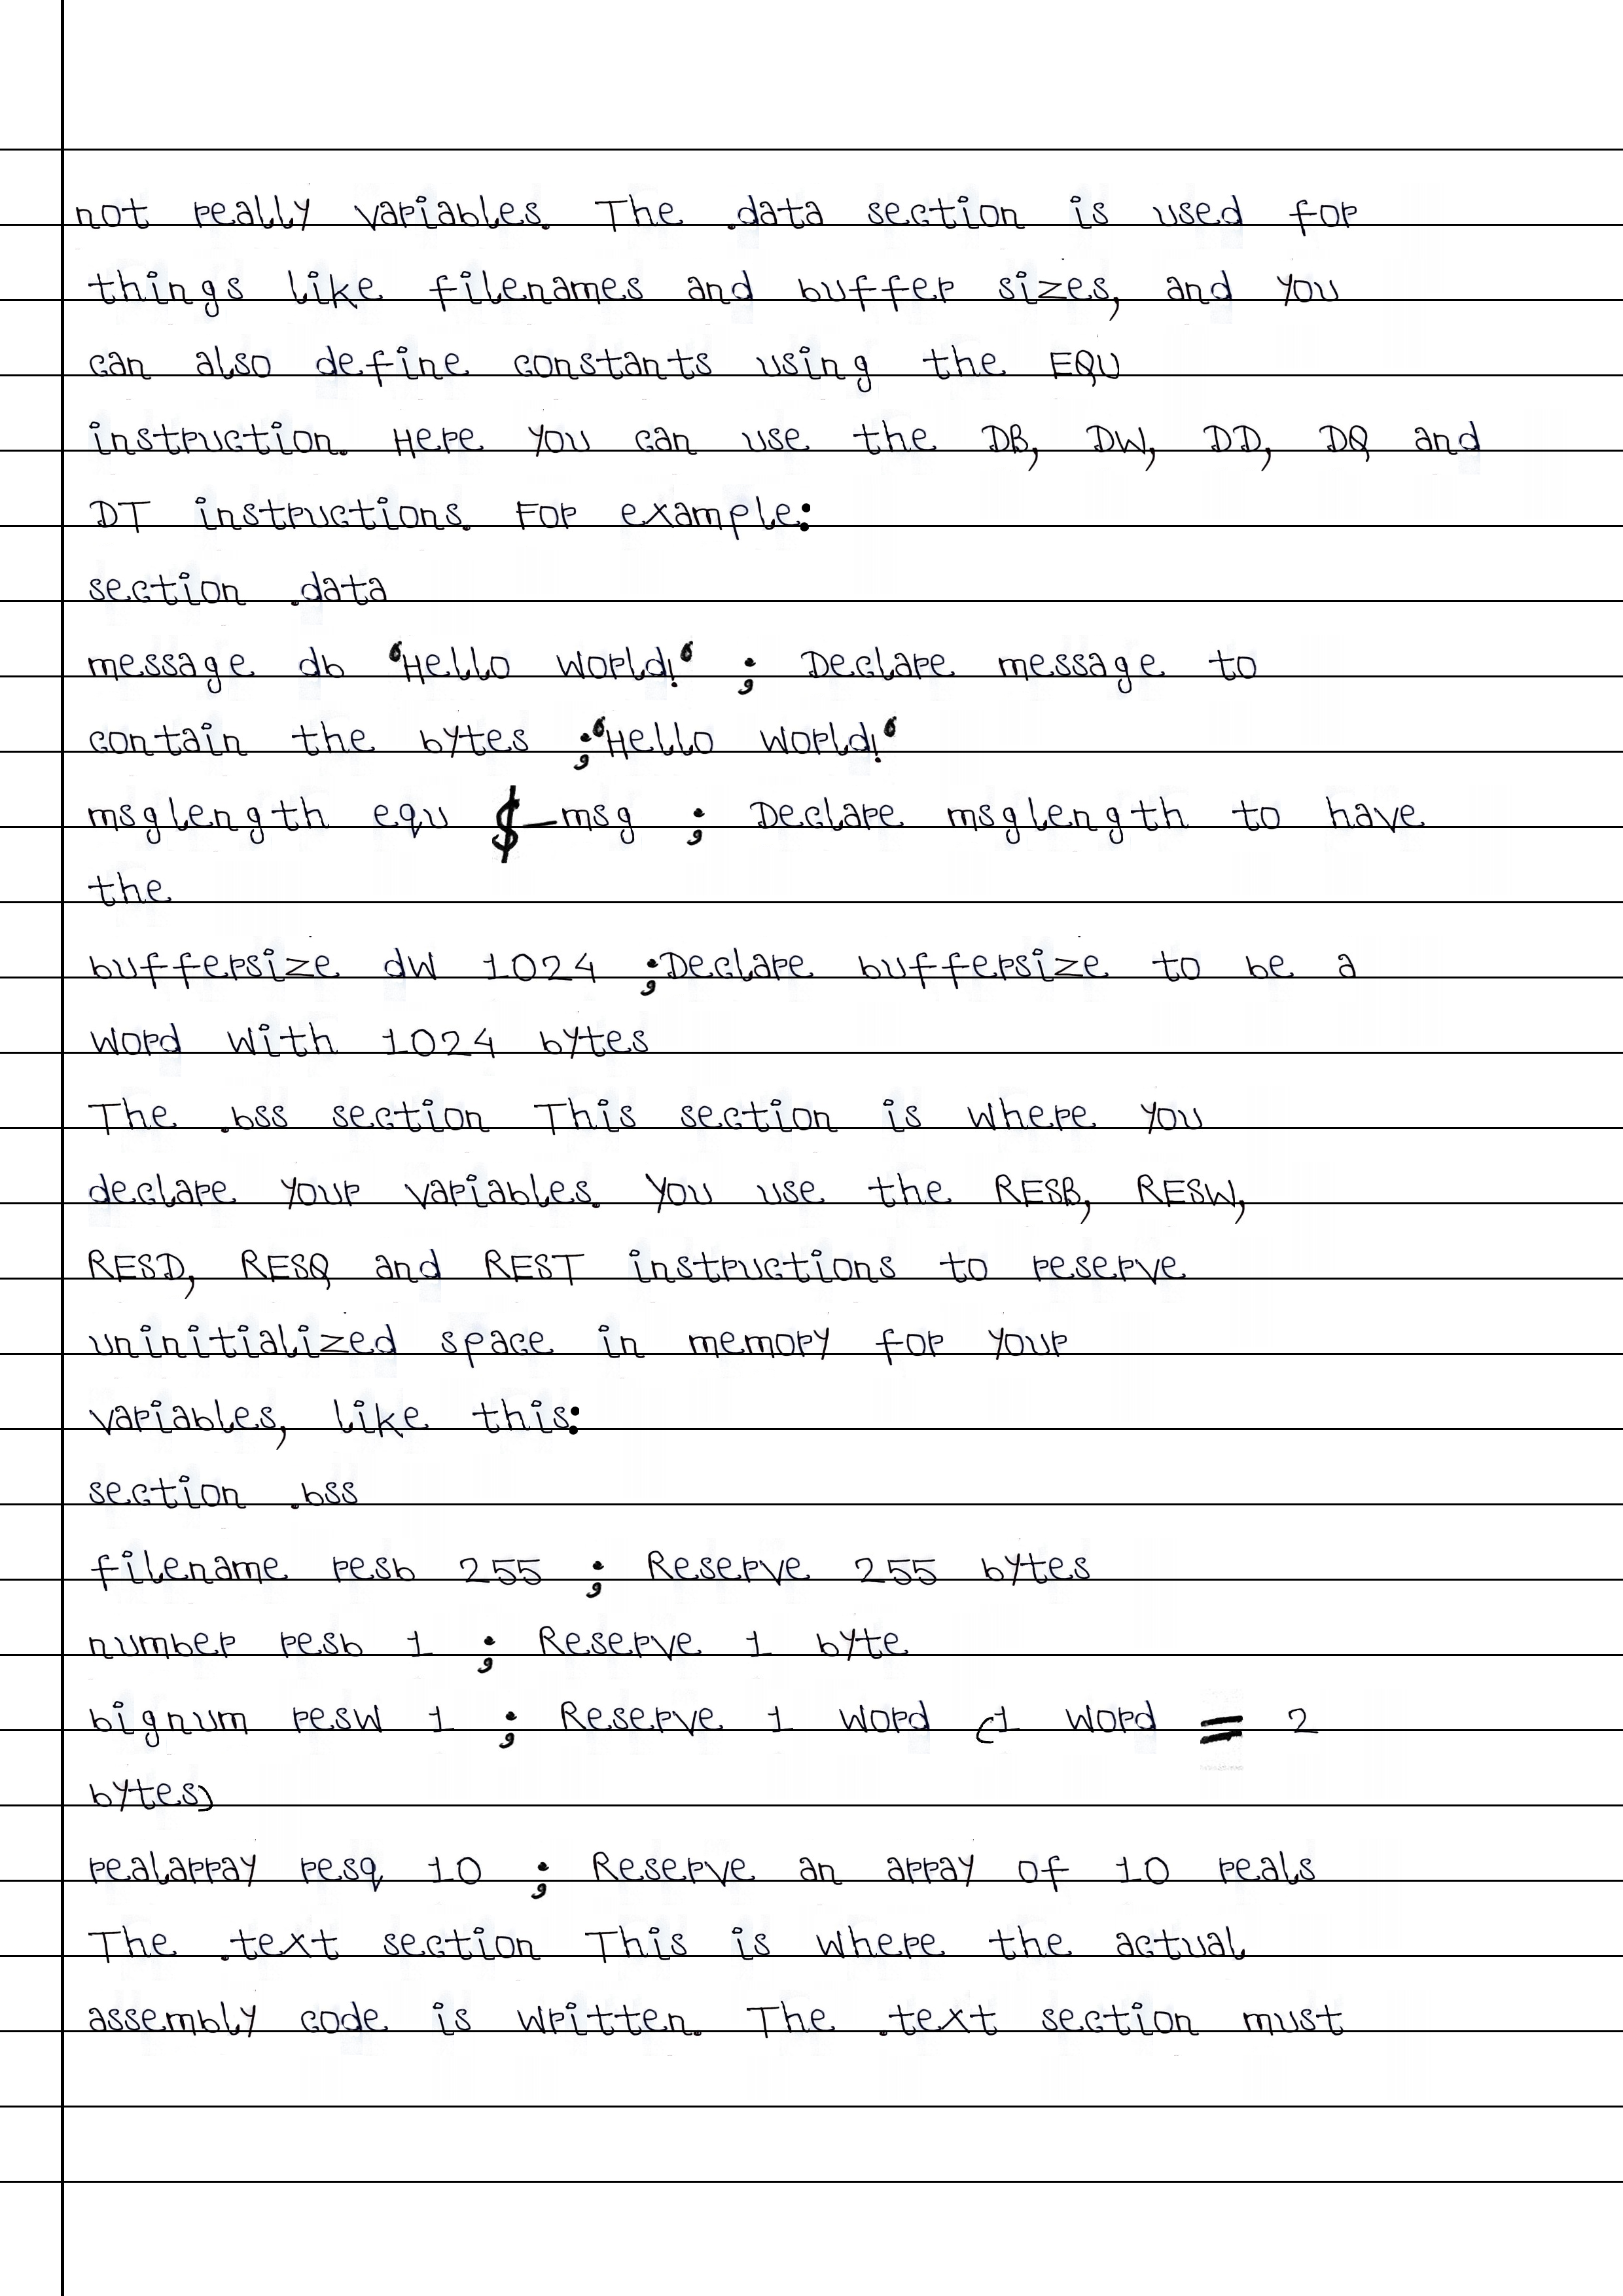 not really variables. The .data section is used for
things like filenames and buffer sizes, and you
can also define constants using the EQU
instruction. Here you can use the DB, DW, DD, DQ and
DT instructions. For example:
section .data
message db 'Hello world!' ; Declare message to
contain the bytes ;'Hello world!'
msglength equ $-msg ; Declare msglength to have
the
buffersize dw 1024 ;Declare buffersize to be a
word with 1024 bytes
The .bss section This section is where you
declare your variables. You use the RESB, RESW,
RESD, RESQ and REST instructions to reserve
uninitialized space in memory for your
variables, like this:
section .bss
filename resb 255 ; Reserve 255 bytes
number resb 1 ; Reserve 1 byte
bignum resw 1 ; Reserve 1 word (1 word = 2
bytes)
realarray resq 10 ; Reserve an array of 10 reals
The .text section This is where the actual
assembly code is written. The .text section must